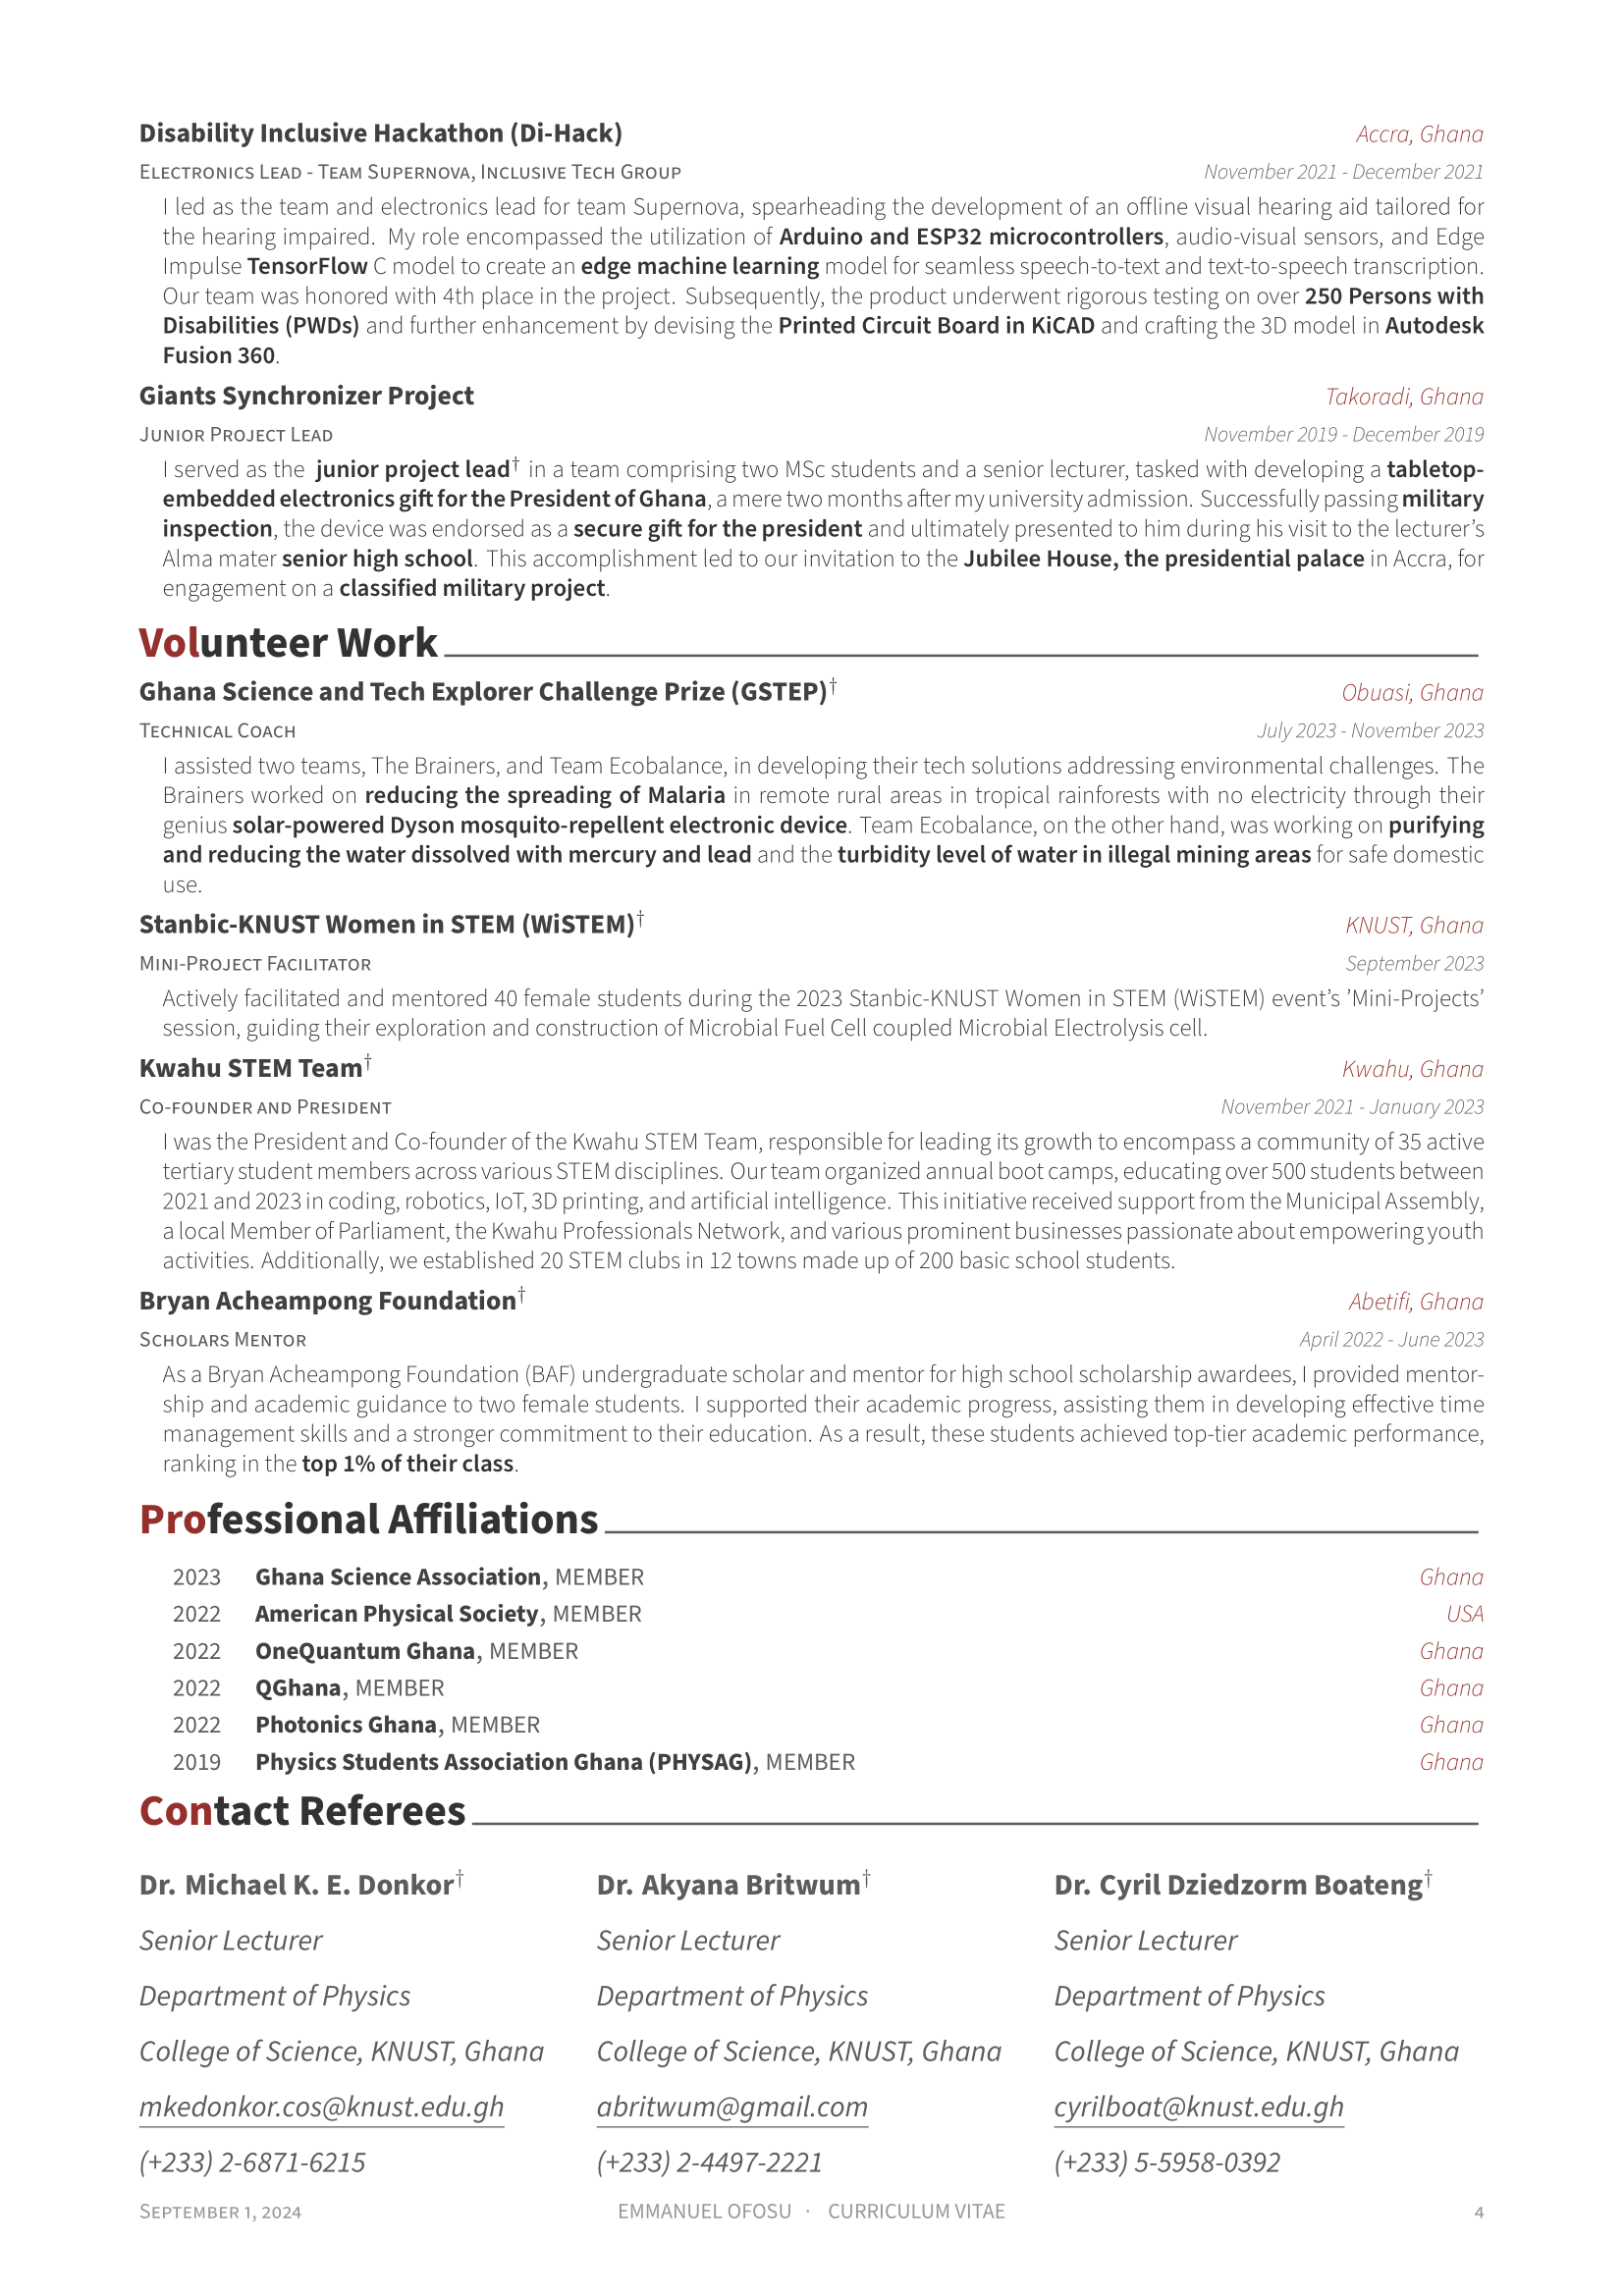 Disability Inclusive Hackathon (Di-Hack) Accra, Ghana
Electronics Lead - Team Supernova, Inclusive Tech Group November 2021 - December 2021
I led as the team and electronics lead for team Supernova, spearheading the development of an offline visual hearing aid tailored for
the hearing impaired. My role encompassed the utilization of Arduino and ESP32 microcontrollers, audio-visual sensors, and Edge
Impulse TensorFlow C model to create an edge machine learning model for seamless speech-to-text and text-to-speech transcription.
Our team was honored with 4th place in the project. Subsequently, the product underwent rigorous testing on over 250 Persons with
Disabilities (PWDs) and further enhancement by devising the Printed Circuit Board in KiCAD and crafting the 3D model in Autodesk
Fusion 360.
Giants Synchronizer Project Takoradi, Ghana
Junior Project Lead November 2019 - December 2019
I served as the junior project lead† in a team comprising two MSc students and a senior lecturer, tasked with developing a tabletop-
embedded electronics gift for the President of Ghana, a mere two months after my university admission. Successfully passing military
inspection, the device was endorsed as a secure gift for the president and ultimately presented to him during his visit to the lecturer's
Alma mater senior high school. This accomplishment led to our invitation to the Jubilee House, the presidential palace in Accra, for
engagement on a classified military project.
Volunteer Work
Ghana Science and Tech Explorer Challenge Prize (GSTEP)† Obuasi, Ghana
Technical Coach July 2023 - November 2023
I assisted two teams, The Brainers, and Team Ecobalance, in developing their tech solutions addressing environmental challenges. The
Brainers worked on reducing the spreading of Malaria in remote rural areas in tropical rainforests with no electricity through their
genius solar-powered Dyson mosquito-repellent electronic device. Team Ecobalance, on the other hand, was working on purifying
and reducing the water dissolved with mercury and lead and the turbidity level of water in illegal mining areas for safe domestic
use.
Stanbic-KNUST Women in STEM (WiSTEM)† KNUST, Ghana
Mini-Project Facilitator September 2023
Actively facilitated and mentored 40 female students during the 2023 Stanbic-KNUST Women in STEM (WiSTEM) event's 'Mini-Projects'
session, guiding their exploration and construction of Microbial Fuel Cell coupled Microbial Electrolysis cell.
Kwahu STEM Team† Kwahu, Ghana
Co-founder and President November 2021 - January 2023
I was the President and Co-founder of the Kwahu STEM Team, responsible for leading its growth to encompass a community of 35 active
tertiary student members across various STEM disciplines. Our team organized annual boot camps, educating over 500 students between
2021 and 2023 in coding, robotics, IoT, 3D printing, and artificial intelligence. This initiative received support from the Municipal Assembly,
a local Member of Parliament, the Kwahu Professionals Network, and various prominent businesses passionate about empowering youth
activities. Additionally, we established 20 STEM clubs in 12 towns made up of 200 basic school students.
Bryan Acheampong Foundation† Abetifi, Ghana
Scholars Mentor April 2022 - June 2023
As a Bryan Acheampong Foundation (BAF) undergraduate scholar and mentor for high school scholarship awardees, I provided mentor-
ship and academic guidance to two female students. I supported their academic progress, assisting them in developing effective time
management skills and a stronger commitment to their education. As a result, these students achieved top-tier academic performance,
ranking in the top 1% of their class.
Professional Affiliations
2023 Ghana Science Association, MEMBER Ghana
2022 American Physical Society, MEMBER USA
2022 OneQuantum Ghana, MEMBER Ghana
2022 QGhana, MEMBER Ghana
2022 Photonics Ghana, MEMBER Ghana
2019 Physics Students Association Ghana (PHYSAG), MEMBER Ghana
Contact Referees
Dr. Michael K. E. Donkor† Dr. Akyana Britwum† Dr. Cyril Dziedzorm Boateng†
Senior Lecturer Senior Lecturer Senior Lecturer
Department of Physics Department of Physics Department of Physics
College of Science, KNUST, Ghana College of Science, KNUST, Ghana College of Science, KNUST, Ghana
mkedonkor.cos@knust.edu.gh abritwum@gmail.com cyrilboat@knust.edu.gh
(+233) 2-6871-6215 (+233) 2-4497-2221 (+233) 5-5958-0392
September 1, 2024 EMMANUEL OFOSU · CURRICULUM VITAE 4